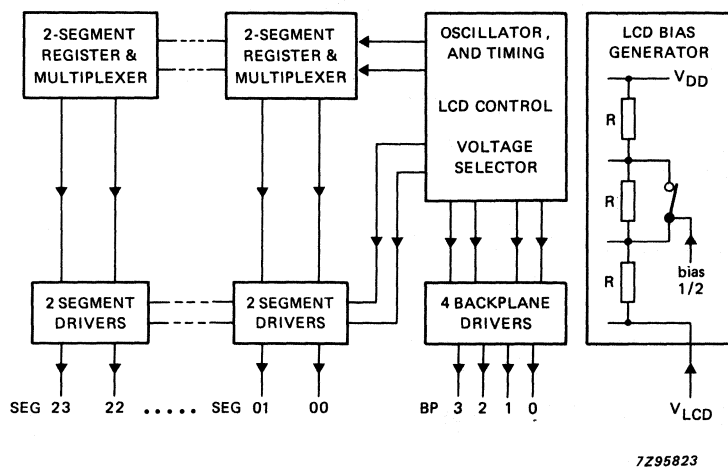 2-SEGMENT
REGISTER &
MULTIPLEXER
2-SEGMENT
REGISTER &
MULTIPLEXER
OSCILLATOR,
AND TIMING
LCD CONTROL
VOLTAGE
SELECTOR
LCD BIAS
GENERATOR
VDD
R
R
R
bias
1/2
VLCD
2 SEGMENT
DRIVERS
2 SEGMENT
DRIVERS
4 BACKPLANE
DRIVERS
SEG 23 22 ..... SEG 01 00 BP 3 2 1 0
7Z95823